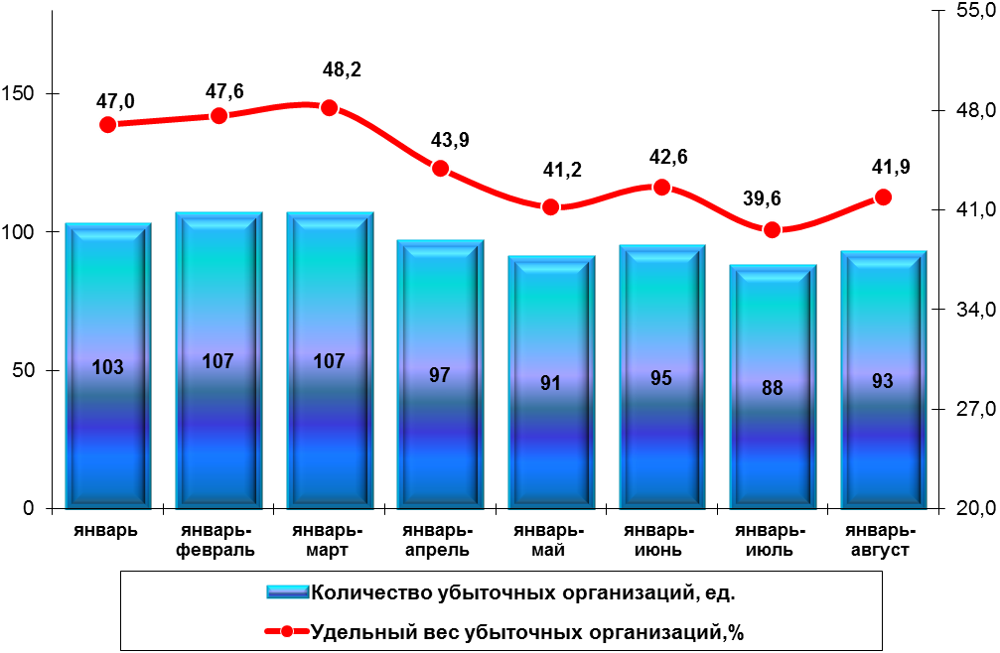 55,0
150
48,0
100
41,0
34,0
50
27,0
0
20,0
47,0
47,6
48,2
43,9
41,2
42,6
39,6
41,9
103
107
107
97
91
95
88
93
январь
январь-
февраль
январь-
март
январь-
апрель
январь-
май
январь-
июнь
январь-
июль
январь-
август
Количество убыточных организаций, ед.
Удельный вес убыточных организаций,%